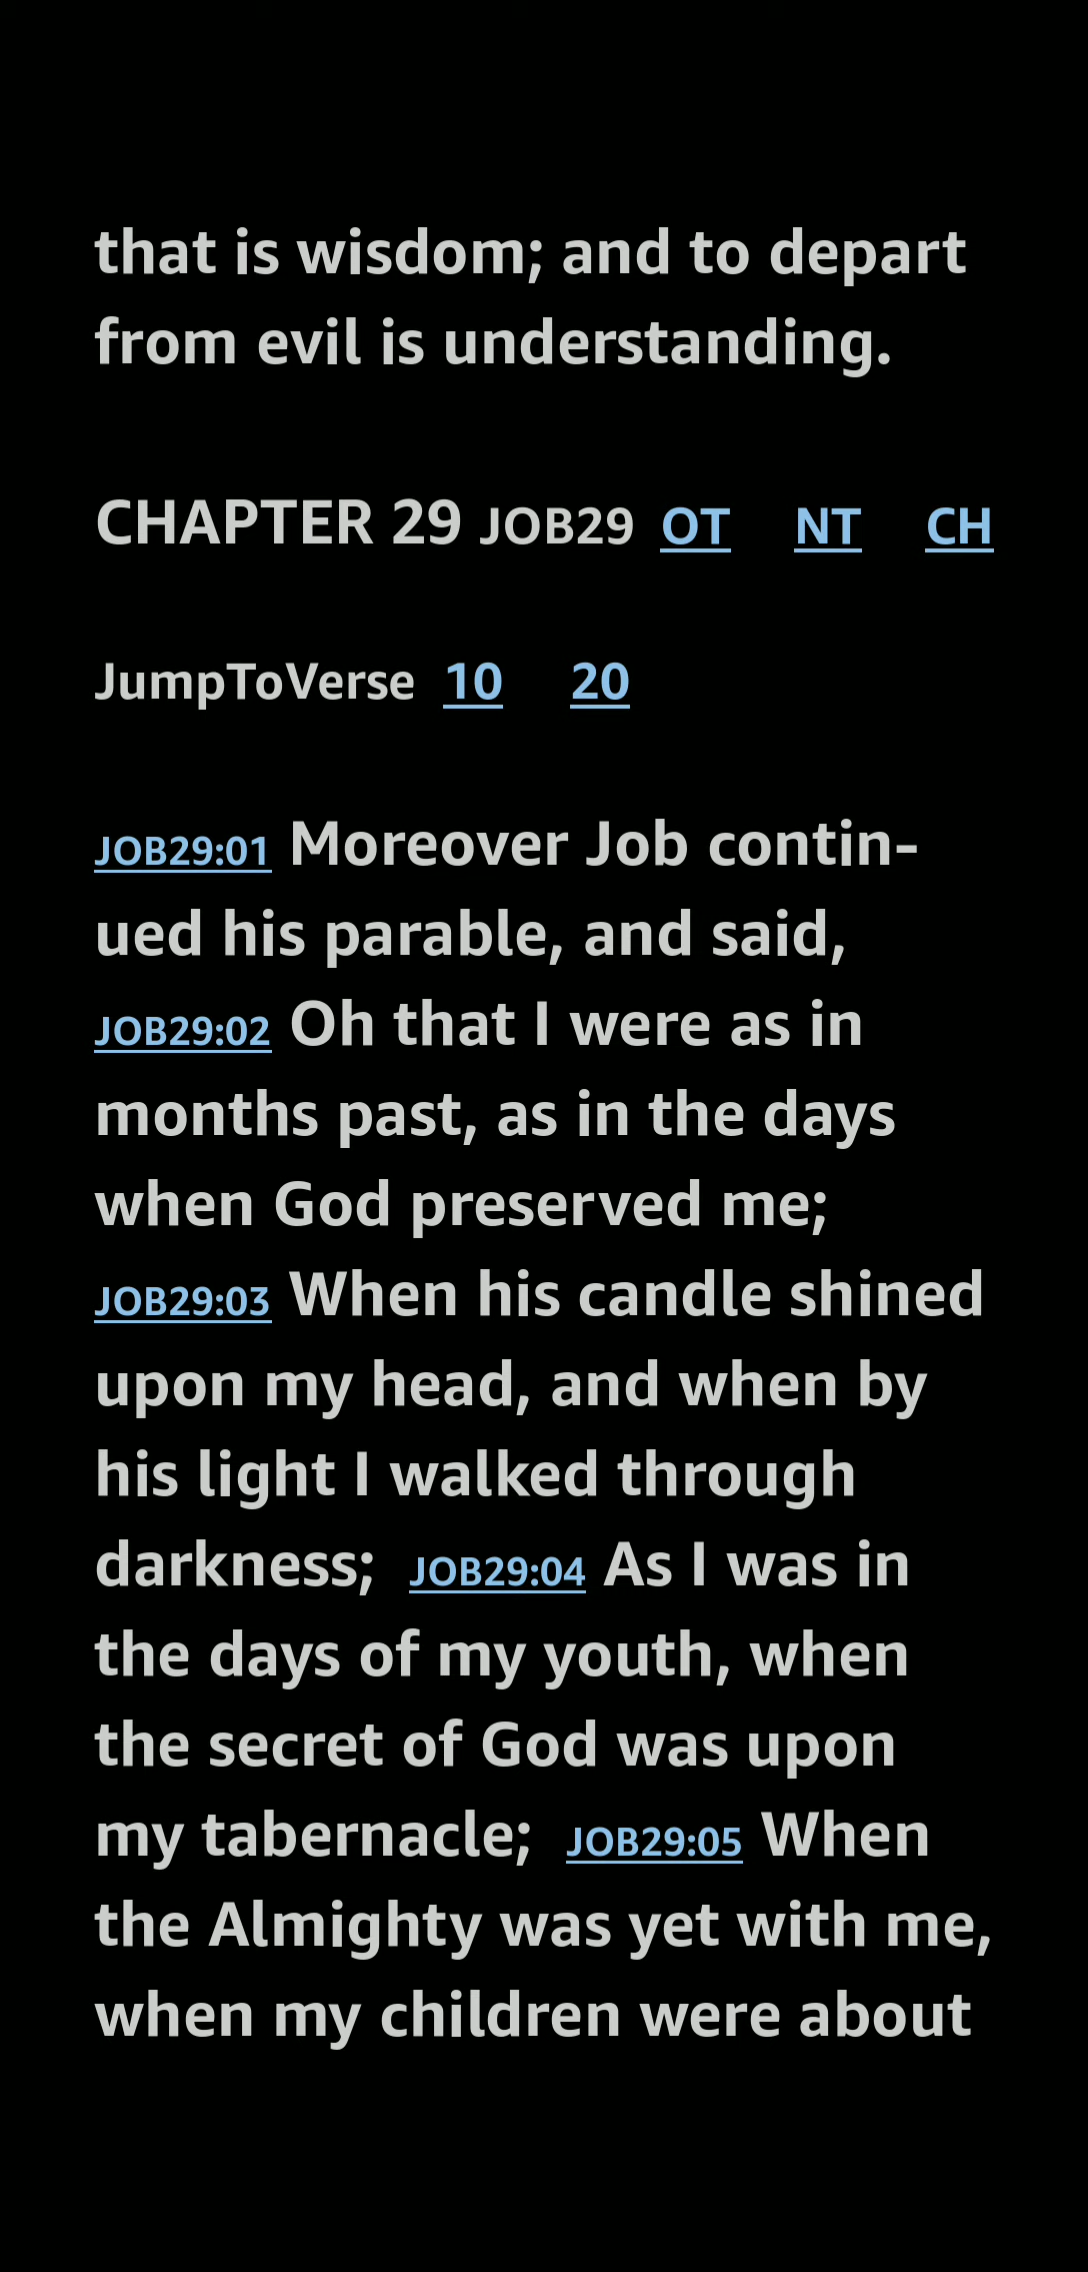 that is wisdom; and to depart
from evil is understanding.
CHAPTER 29 JOB29 OT NT CH
JumpToVerse 10 20
JOB29:01 Moreover Job contin-
ued his parable, and said,
JOB29:02 Oh that I were as in
months past, as in the days
when God preserved me;
JOB29:03 When his candle shined
upon my head, and when by
his light I walked through
darkness; JOB29:04 As I was in
the days of my youth, when
the secret of God was upon
my tabernacle; JOB29:05 When
the Almighty was yet with me,
when my children were about